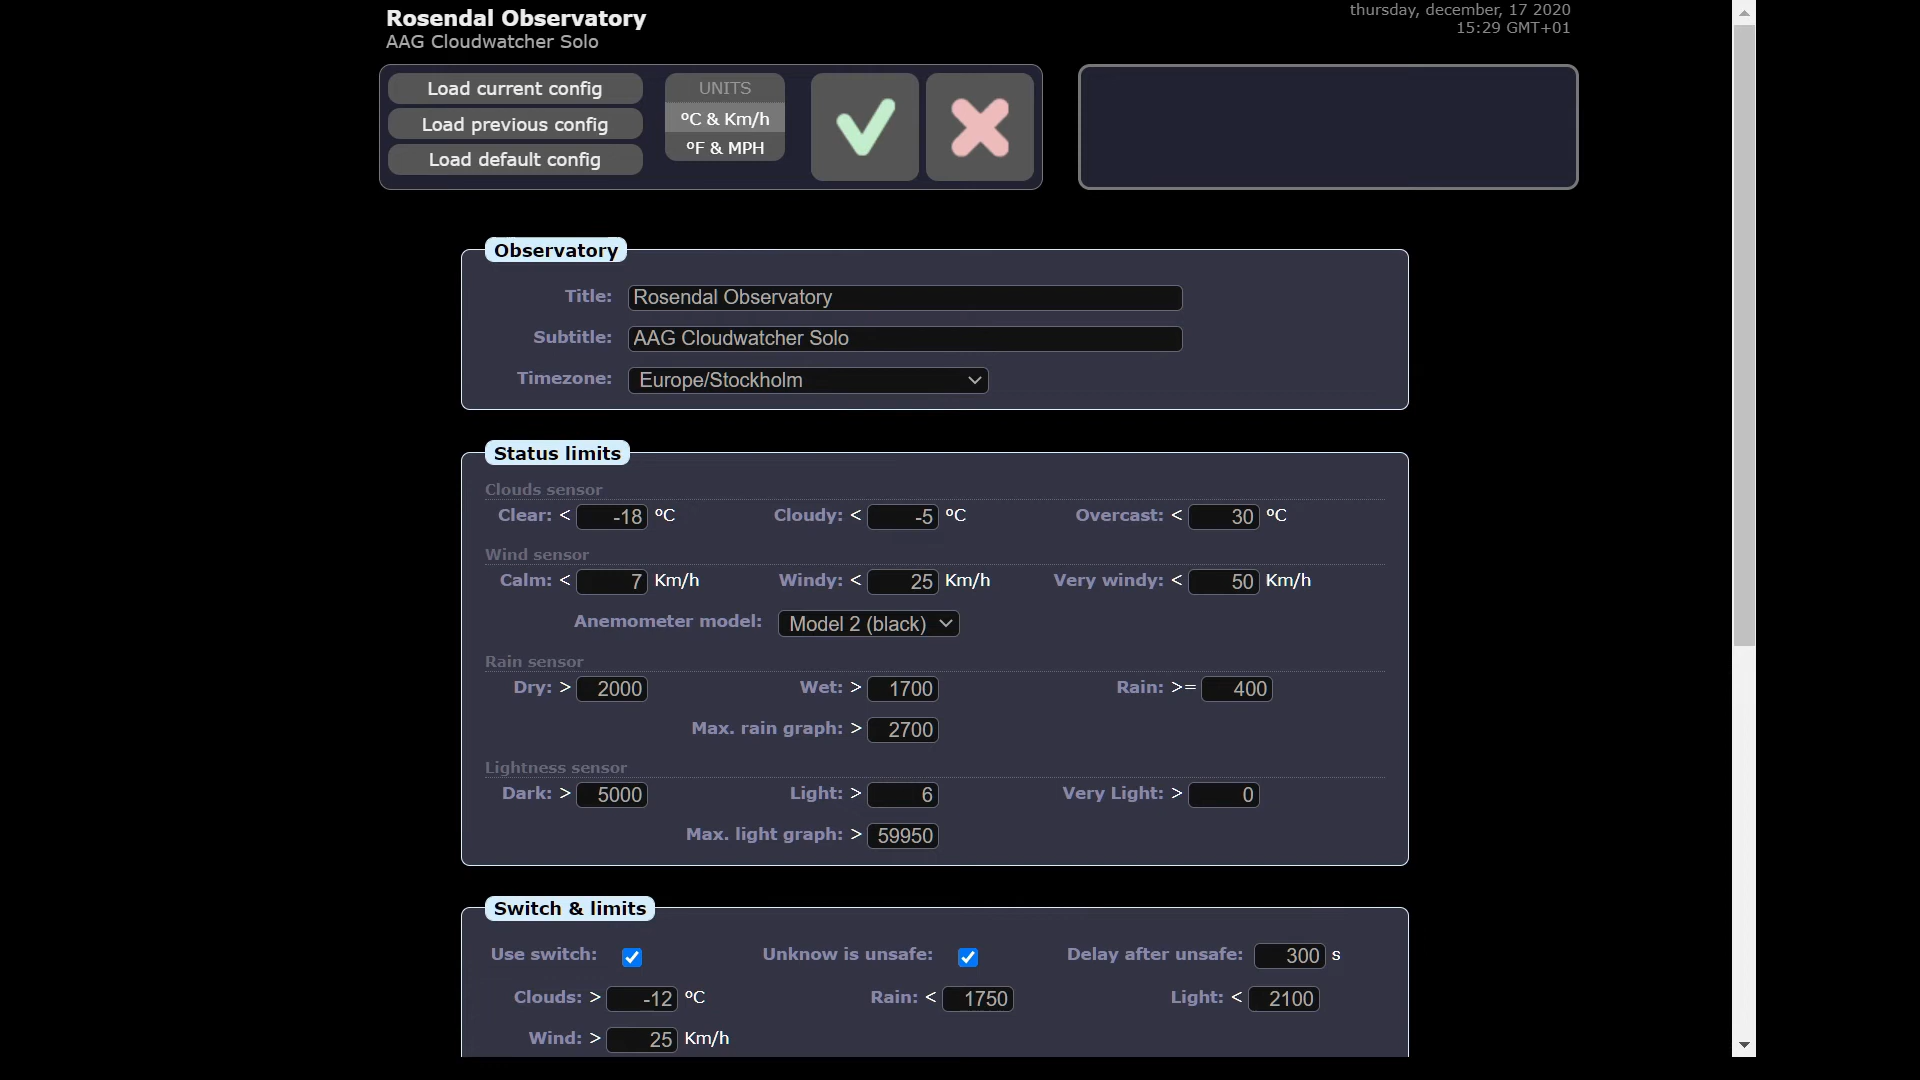 Rosendal Observatory
AAG Cloudwatcher Solo
thursday, december, 17 2020
15:29 GMT+01
Load current config
Load previous config
Load default config
UNITS
ºC & Km/h
ºF & MPH
Observatory
Title: Rosendal Observatory
Subtitle: AAG Cloudwatcher Solo
Timezone: Europe/Stockholm
Status limits
Clouds sensor
Clear: < -18 ºC Cloudy: < -5 ºC Overcast: < 30 ºC
Wind sensor
Calm: < 7 Km/h Windy: < 25 Km/h Very windy: < 50 Km/h
Anemometer model: Model 2 (black)
Rain sensor
Dry: > 2000 Wet: > 1700 Rain: >= 400
Max. rain graph: > 2700
Lightness sensor
Dark: > 5000 Light: > 6 Very Light: > 0
Max. light graph: > 59950
Switch & limits
Use switch: Unknow is unsafe: Delay after unsafe: 300 s
Clouds: > -12 ºC Rain: < 1750 Light: < 2100
Wind: > 25 Km/h